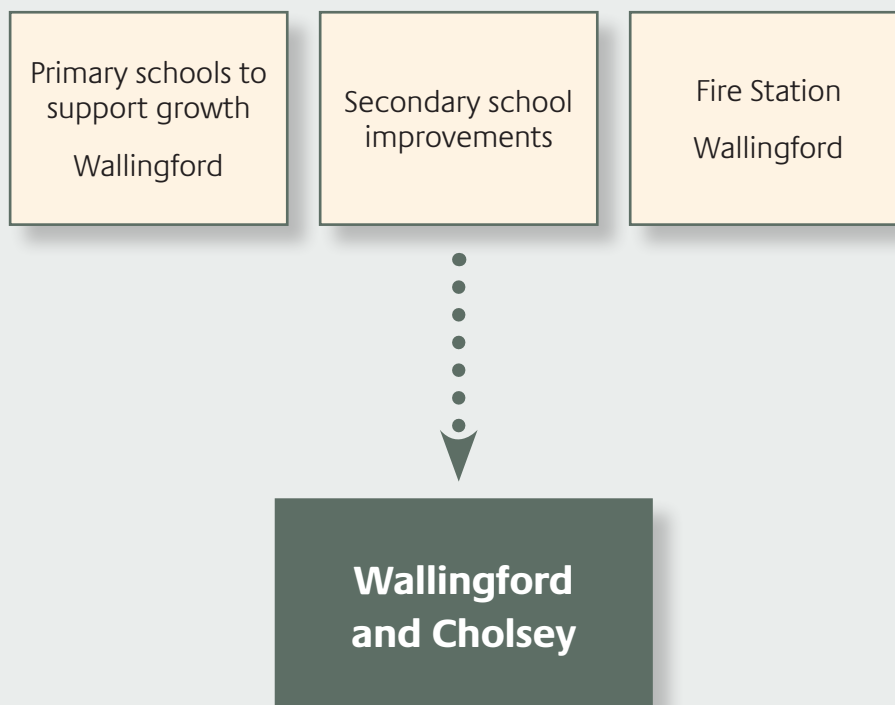 Primary schools to
support growth
Wallingford
Secondary school
improvements
Fire Station
Wallingford
Wallingford
and Cholsey